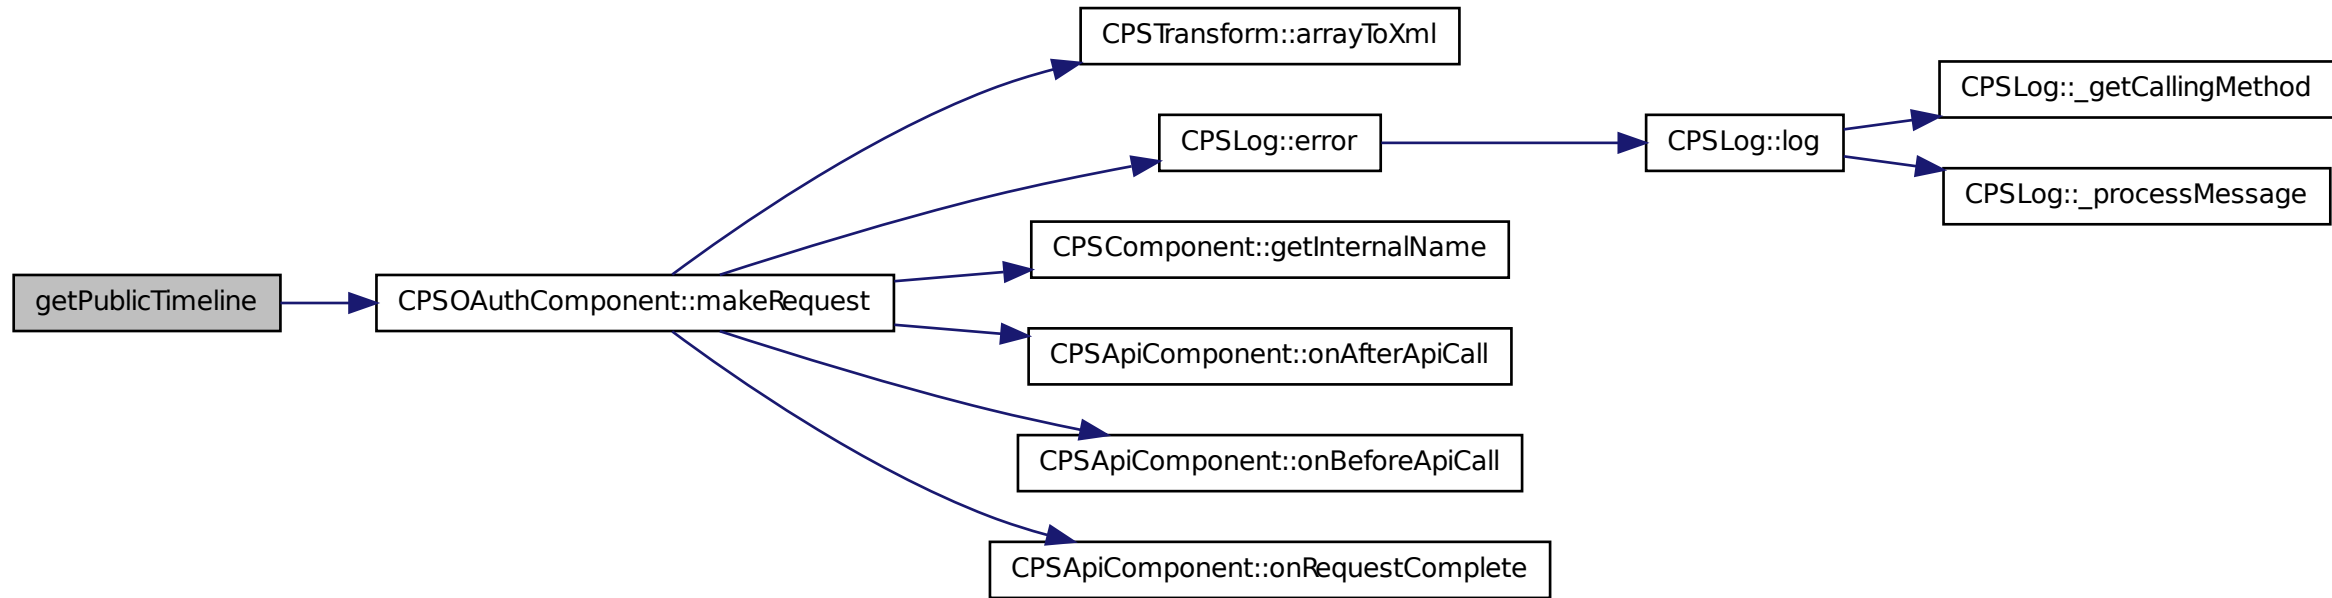 CPSTransform::arrayToXml
CPSLog::_getCallingMethod
CPSLog::error
CPSLog::log
CPSLog::_processMessage
CPSComponent::getInternalName
getPublicTimeline
CPSOAuthComponent::makeRequest
CPSApiComponent::onAfterApiCall
CPSApiComponent::onBeforeApiCall
CPSApiComponent::onRequestComplete